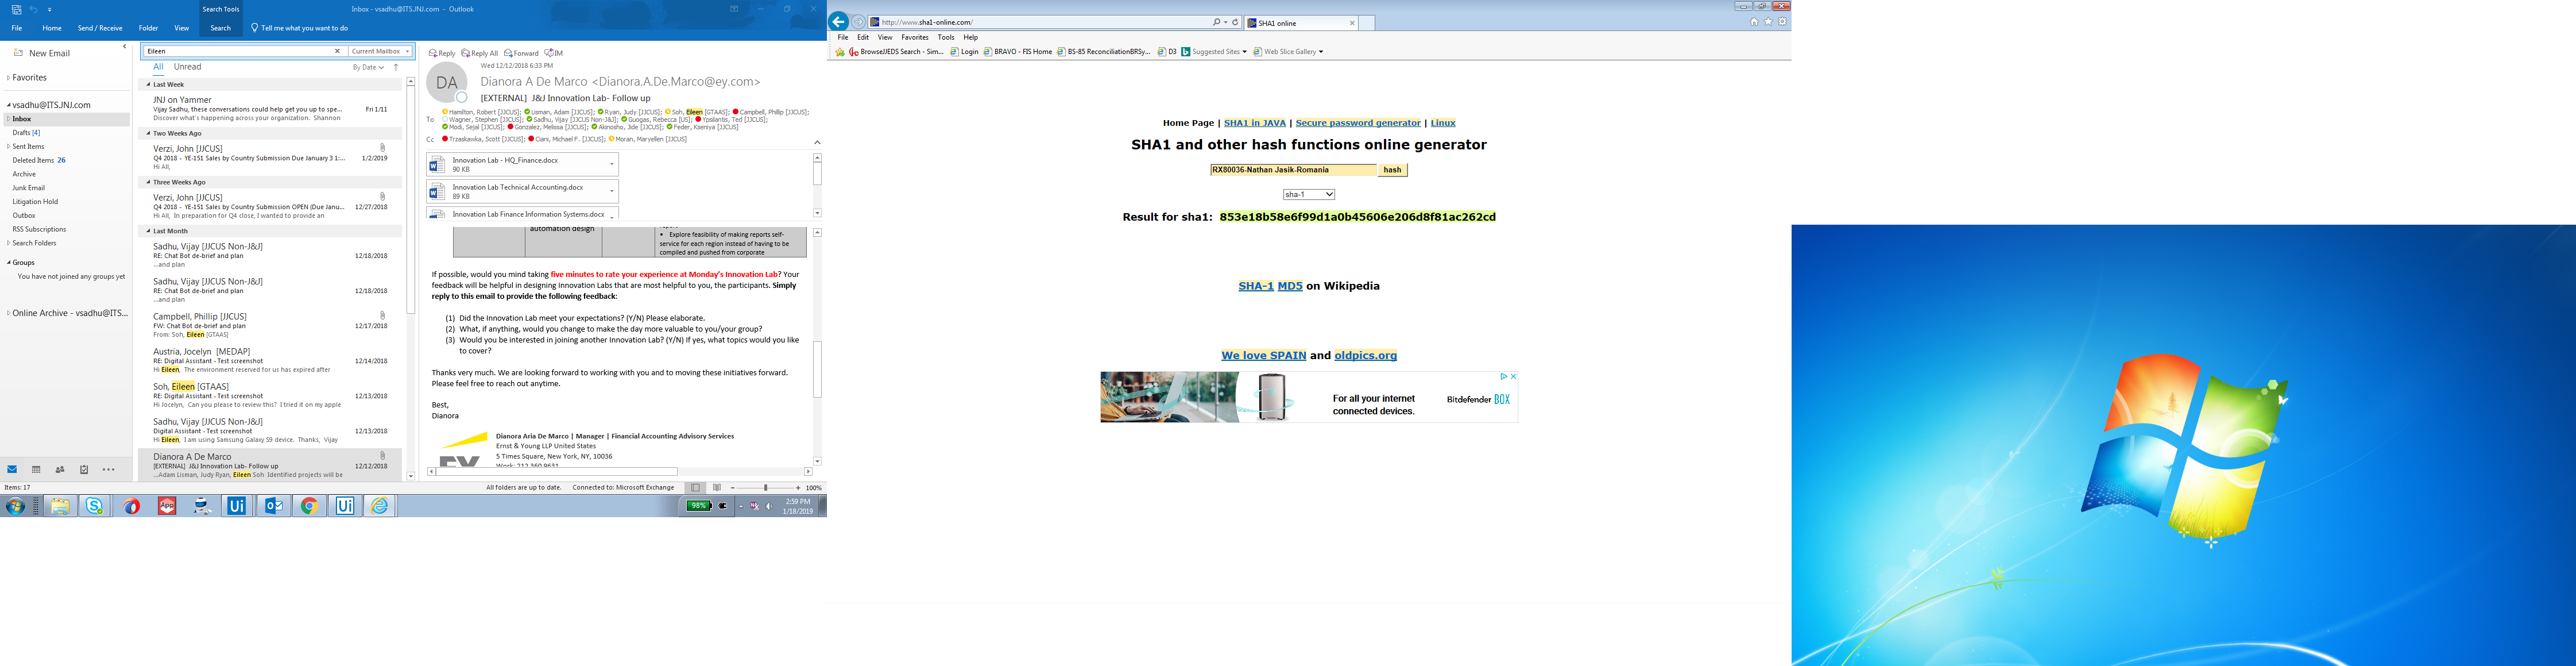 Search Tools
Inbox - vsadhu@ITS.JNJ.com - Outlook
File Home Send / Receive Folder View Search Tell me what you want to do
New Email
Favorites
vsadhu@ITS.JNJ.com
Inbox
Drafts [4]
Sent Items
Deleted Items 26
Archive
Junk Email
Litigation Hold
Outbox
RSS Subscriptions
Search Folders
Groups
You have not joined any groups yet
Online Archive - vsadhu@ITS...
Items: 17
Eileen
Current Mailbox
All Unread
By Date
Last Week
JNJ on Yammer
Vijay Sadhu, these conversations could help get you up to spe... Fri 1/11
Discover what's happening across your organization. Shannon
Two Weeks Ago
Verzi, John [JJCUS]
Q4 2018 - YE-151 Sales by Country Submission Due January 3 1:... 1/2/2019
Hi All,
Three Weeks Ago
Verzi, John [JJCUS]
Q4 2018 - YE-151 Sales by Country Submission OPEN (Due Janu... 12/27/2018
Hi All, In preparation for Q4 close, I wanted to provide an
Last Month
Sadhu, Vijay [JJCUS Non-J&J]
RE: Chat Bot de-brief and plan 12/18/2018
...and plan
Sadhu, Vijay [JJCUS Non-J&J]
RE: Chat Bot de-brief and plan 12/18/2018
...and plan
Campbell, Phillip [JJCUS]
FW: Chat Bot de-brief and plan 12/17/2018
From: Soh, Eileen [GTAAS]
Austria, Jocelyn [MEDAP]
RE: Digital Assistant - Test screenshot 12/14/2018
Hi Eileen, The environment reserved for us has expired after
Soh, Eileen [GTAAS]
RE: Digital Assistant - Test screenshot 12/13/2018
Hi Jocelyn, Can you please to review this? I tried it on my apple
Sadhu, Vijay [JJCUS Non-J&J]
Digital Assistant - Test screenshot 12/13/2018
Hi Eileen, I am using Samsung Galaxy S9 device. Thanks, Vijay
Dianora A De Marco
[EXTERNAL] J&J Innovation Lab- Follow up 12/12/2018
...Adam Lisman, Judy Ryan, Eileen Soh Identified projects will be
Reply Reply All Forward IM
Wed 12/12/2018 6:33 PM
DA
Dianora A De Marco <Dianora.A.De.Marco@ey.com>
[EXTERNAL] J&J Innovation Lab- Follow up
Hamilton, Robert [JJCUS]; Lisman, Adam [JJCUS]; Ryan, Judy [JJCUS]; Soh, Eileen [GTAAS]; Campbell, Phillip [JJCUS];
To Wagner, Stephen [JJCUS]; Sadhu, Vijay [JJCUS Non-J&J]; Guogas, Rebecca [US]; Ypsilantis, Ted [JJCUS];
Modi, Sejal [JJCUS]; Gonzalez, Melissa [JJCUS]; Akinosho, Jide [JJCUS]; Feder, Kseniya [JJCUS]
Cc Trzaskawka, Scott [JJCUS]; Ciani, Michael F. [JJCUS]; Moran, Maryellen [JJCUS]
Innovation Lab - HQ_Finance.docx
90 KB
Innovation Lab Technical Accounting.docx
89 KB
Innovation Lab Finance Information Systems.docx
automation design
• Explore feasibility of making reports self-
service for each region instead of having to be
compiled and pushed from corporate
If possible, would you mind taking five minutes to rate your experience at Monday's Innovation Lab? Your
feedback will be helpful in designing Innovation Labs that are most helpful to you, the participants. Simply
reply to this email to provide the following feedback:
(1) Did the Innovation Lab meet your expectations? (Y/N) Please elaborate.
(2) What, if anything, would you change to make the day more valuable to you/your group?
(3) Would you be interested in joining another Innovation Lab? (Y/N) If yes, what topics would you like
to cover?
Thanks very much. We are looking forward to working with you and to moving these initiatives forward.
Please feel free to reach out anytime.
Best,
Dianora
Dianora Aria De Marco | Manager | Financial Accounting Advisory Services
Ernst & Young LLP United States
5 Times Square, New York, NY, 10036
Work: 212 360 9631
EY
All folders are up to date. Connected to: Microsoft Exchange 100%
App Ui Ui
98%
2:59 PM
1/18/2019
http://www.sha1-online.com/
SHA1 online
File Edit View Favorites Tools Help
BrowseJJEDS Search - Sim... Login BRAVO - FIS Home BS-85 ReconciliationBRSy... D3 Suggested Sites Web Slice Gallery
Home Page | SHA1 in JAVA | Secure password generator | Linux
SHA1 and other hash functions online generator
RX80036-Nathan Jasik-Romania hash
sha-1
Result for sha1: 853e18b58e6f99d1a0b45606e206d8f81ac262cd
SHA-1 MD5 on Wikipedia
We love SPAIN and oldpics.org
For all your internet
connected devices.
Bitdefender BOX